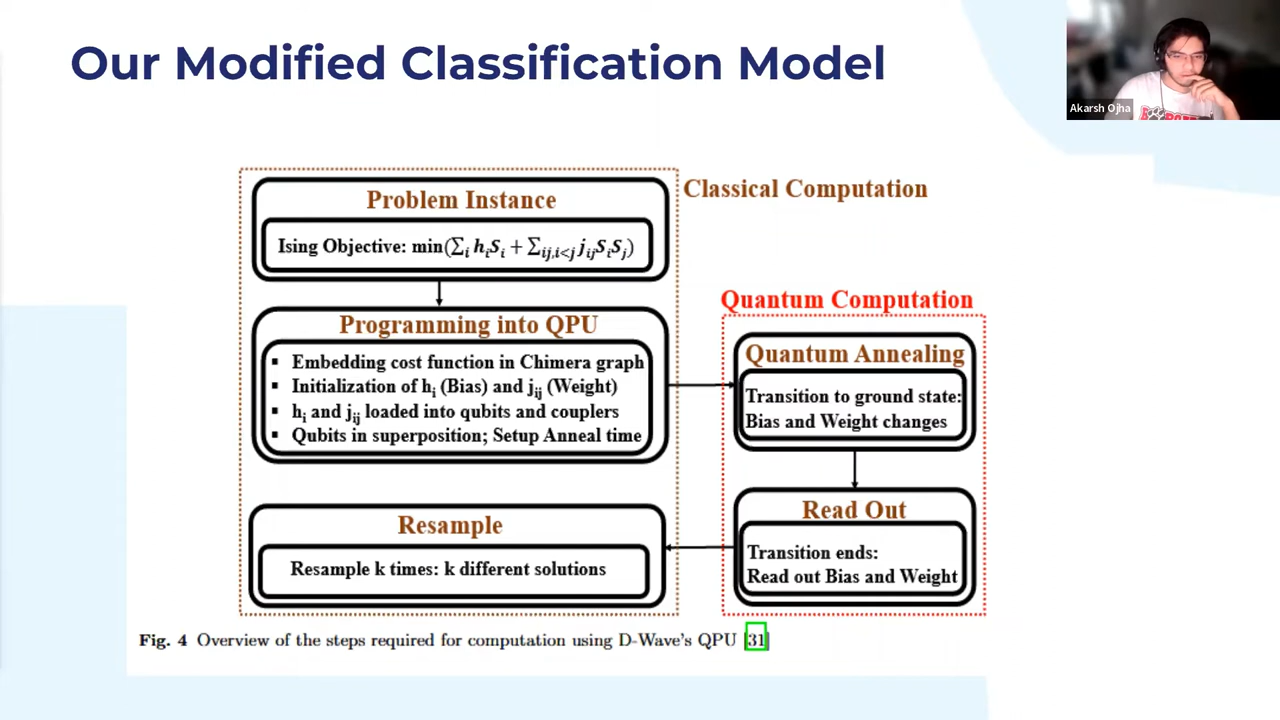 Our Modified Classification Model
Akarsh Ojha
Classical Computation
Problem Instance
Ising Objective: min(∑ᵢ hᵢSᵢ + ∑ᵢⱼ,ᵢ<ⱼ jᵢⱼSᵢSⱼ)
Programming into QPU
▪ Embedding cost function in Chimera graph
▪ Initialization of hᵢ (Bias) and jᵢⱼ (Weight)
▪ hᵢ and jᵢⱼ loaded into qubits and couplers
▪ Qubits in superposition; Setup Anneal time
Quantum Computation
Quantum Annealing
Transition to ground state:
Bias and Weight changes
Read Out
Transition ends:
Read out Bias and Weight
Resample
Resample k times: k different solutions
Fig. 4 Overview of the steps required for computation using D-Wave's QPU [31]